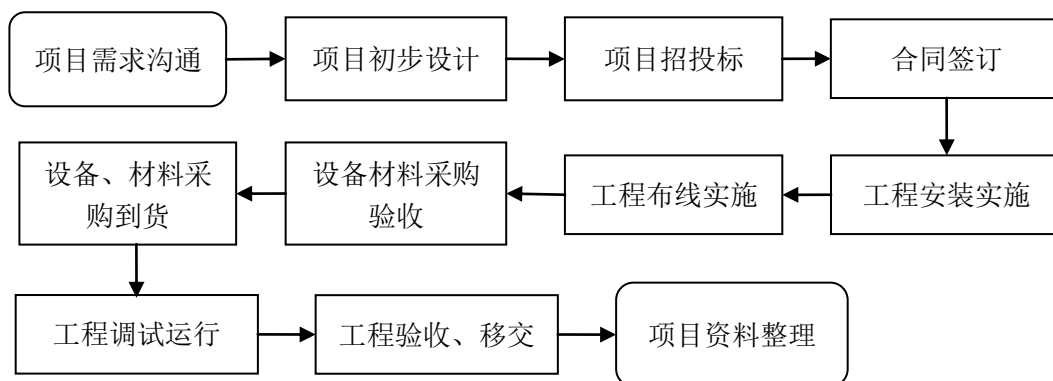 项目需求沟通
项目初步设计
项目招投标
合同签订
工程安装实施
工程布线实施
设备材料采购
验收
设备、材料采
购到货
工程调试运行
工程验收、移交
项目资料整理